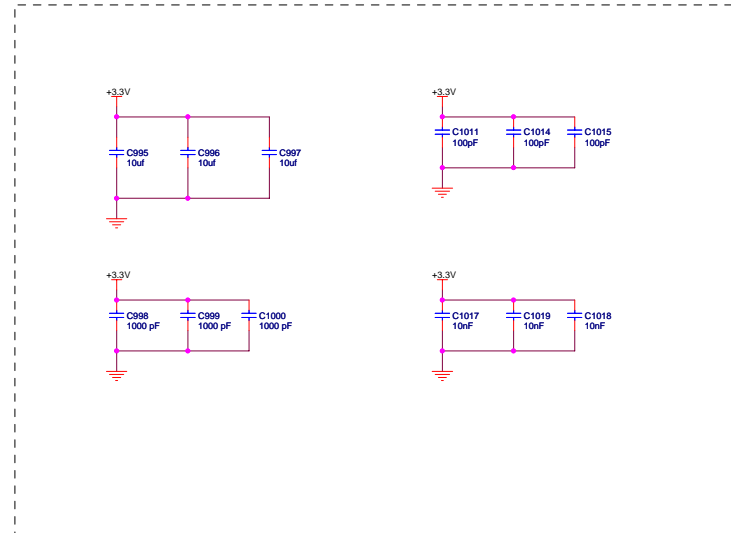 +3.3V
C995
10uf
C996
10uf
C997
10uf
+3.3V
C1011
100pF
C1014
100pF
C1015
100pF
+3.3V
C998
1000 pF
C999
1000 pF
C1000
1000 pF
+3.3V
C1017
10nF
C1019
10nF
C1018
10nF